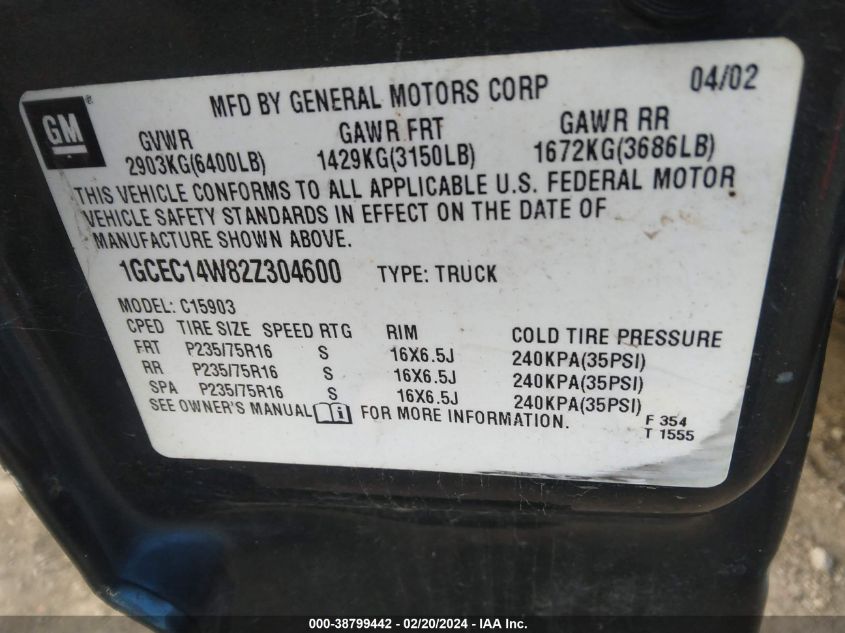 GM ®
MFD BY GENERAL MOTORS CORP 04/02
GVWR GAWR FRT GAWR RR
2903KG(6400LB) 1429KG(3150LB) 1672KG(3686LB)
THIS VEHICLE CONFORMS TO ALL APPLICABLE U.S. FEDERAL MOTOR
VEHICLE SAFETY STANDARDS IN EFFECT ON THE DATE OF
MANUFACTURE SHOWN ABOVE.
1GCEC14W82Z304600 TYPE: TRUCK
MODEL: C15903
CPED TIRE SIZE SPEED RTG RIM COLD TIRE PRESSURE
FRT P235/75R16 S 16X6.5J 240KPA(35PSI)
RR P235/75R16 S 16X6.5J 240KPA(35PSI)
SPA P235/75R16 S 16X6.5J 240KPA(35PSI)
SEE OWNER'S MANUAL i FOR MORE INFORMATION.
F 354
T 1555
000-38799442 - 02/20/2024 - IAA Inc.